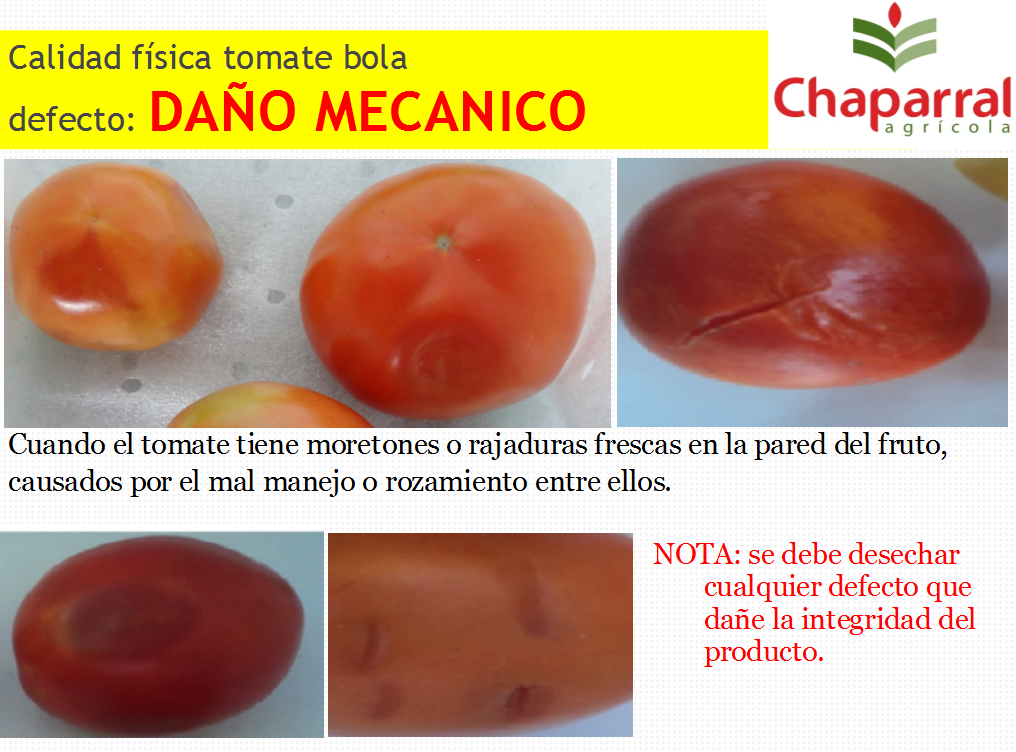 Calidad física tomate bola
defecto: DAÑO MECANICO
Chaparral
agrícola
Cuando el tomate tiene moretones o rajaduras frescas en la pared del fruto,
causados por el mal manejo o rozamiento entre ellos.
NOTA: se debe desechar
cualquier defecto que
dañe la integridad del
producto.